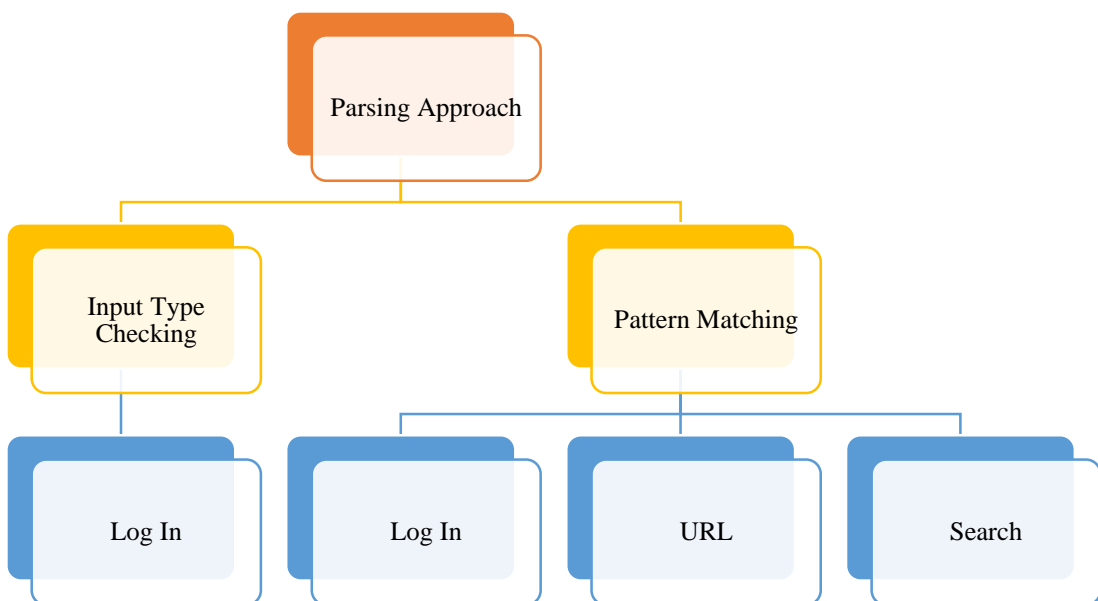 Parsing Approach
Input Type
Checking
Pattern Matching
Log In
Log In
URL
Search